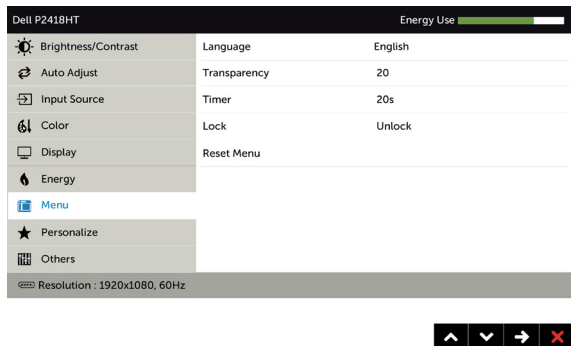 Dell P2418HT Energy Use
Brightness/Contrast Language English
Auto Adjust Transparency 20
Input Source Timer 20s
Color Lock Unlock
Display Reset Menu
Energy
Menu
Personalize
Others
Resolution : 1920x1080, 60Hz